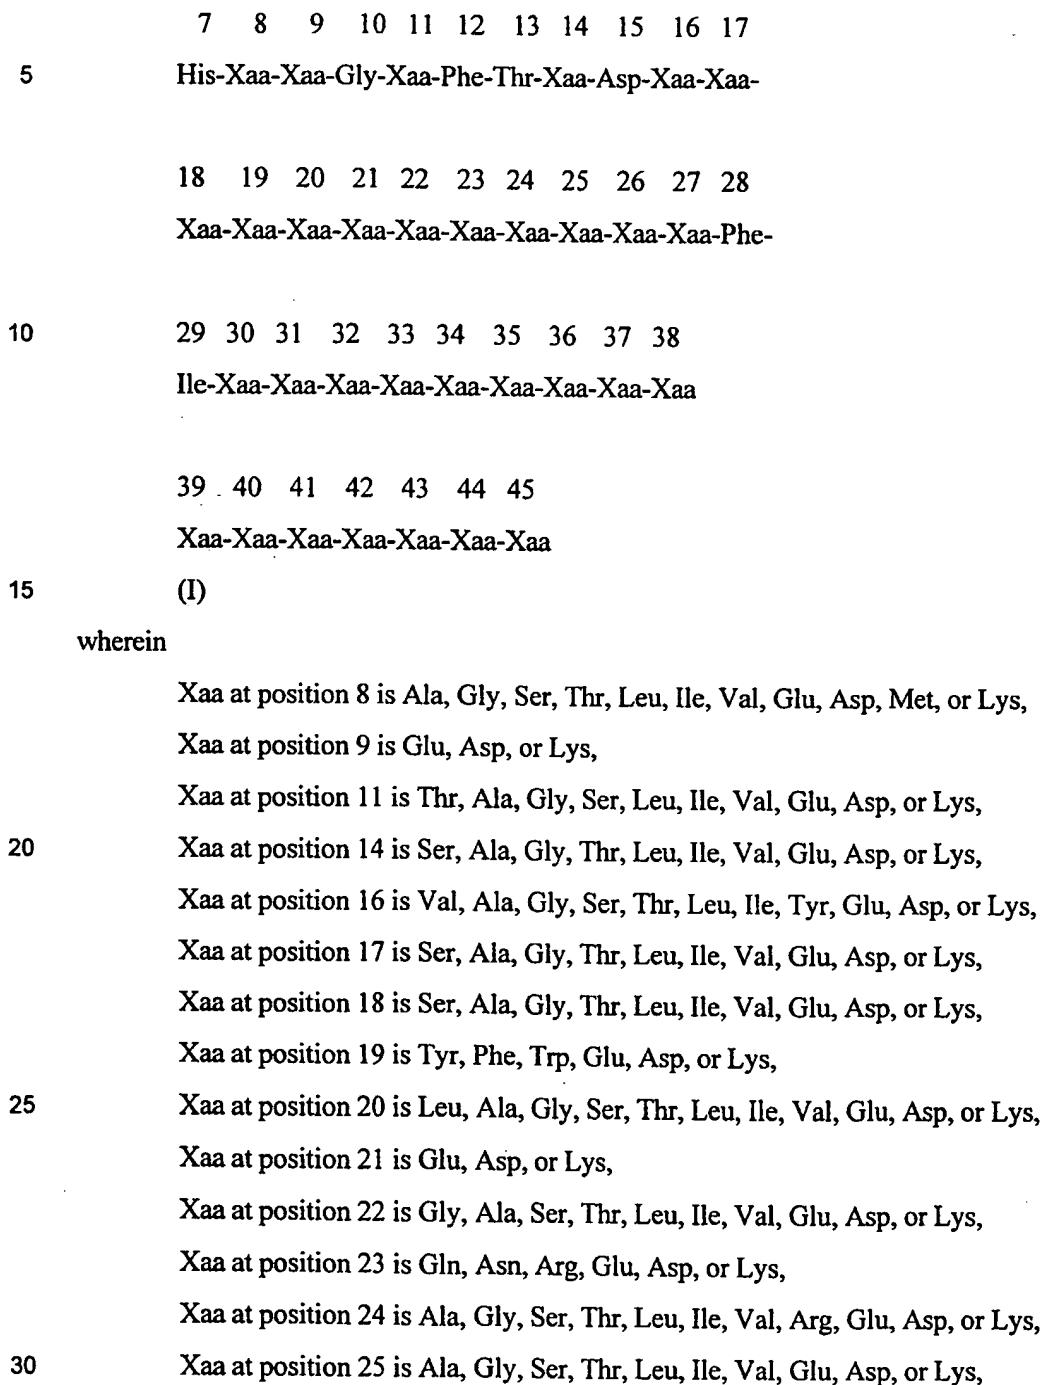 7 8 9 10 11 12 13 14 15 16 17
5 His-Xaa-Xaa-Gly-Xaa-Phe-Thr-Xaa-Asp-Xaa-Xaa-
18 19 20 21 22 23 24 25 26 27 28
Xaa-Xaa-Xaa-Xaa-Xaa-Xaa-Xaa-Xaa-Xaa-Xaa-Phe-
10 29 30 31 32 33 34 35 36 37 38
Ile-Xaa-Xaa-Xaa-Xaa-Xaa-Xaa-Xaa-Xaa-Xaa
39 40 41 42 43 44 45
Xaa-Xaa-Xaa-Xaa-Xaa-Xaa-Xaa
15 (I)
wherein
Xaa at position 8 is Ala, Gly, Ser, Thr, Leu, Ile, Val, Glu, Asp, Met, or Lys,
Xaa at position 9 is Glu, Asp, or Lys,
Xaa at position 11 is Thr, Ala, Gly, Ser, Leu, Ile, Val, Glu, Asp, or Lys,
20 Xaa at position 14 is Ser, Ala, Gly, Thr, Leu, Ile, Val, Glu, Asp, or Lys,
Xaa at position 16 is Val, Ala, Gly, Ser, Thr, Leu, Ile, Tyr, Glu, Asp, or Lys,
Xaa at position 17 is Ser, Ala, Gly, Thr, Leu, Ile, Val, Glu, Asp, or Lys,
Xaa at position 18 is Ser, Ala, Gly, Thr, Leu, Ile, Val, Glu, Asp, or Lys,
Xaa at position 19 is Tyr, Phe, Trp, Glu, Asp, or Lys,
25 Xaa at position 20 is Leu, Ala, Gly, Ser, Thr, Leu, Ile, Val, Glu, Asp, or Lys,
Xaa at position 21 is Glu, Asp, or Lys,
Xaa at position 22 is Gly, Ala, Ser, Thr, Leu, Ile, Val, Glu, Asp, or Lys,
Xaa at position 23 is Gln, Asn, Arg, Glu, Asp, or Lys,
Xaa at position 24 is Ala, Gly, Ser, Thr, Leu, Ile, Val, Arg, Glu, Asp, or Lys,
30 Xaa at position 25 is Ala, Gly, Ser, Thr, Leu, Ile, Val, Glu, Asp, or Lys,